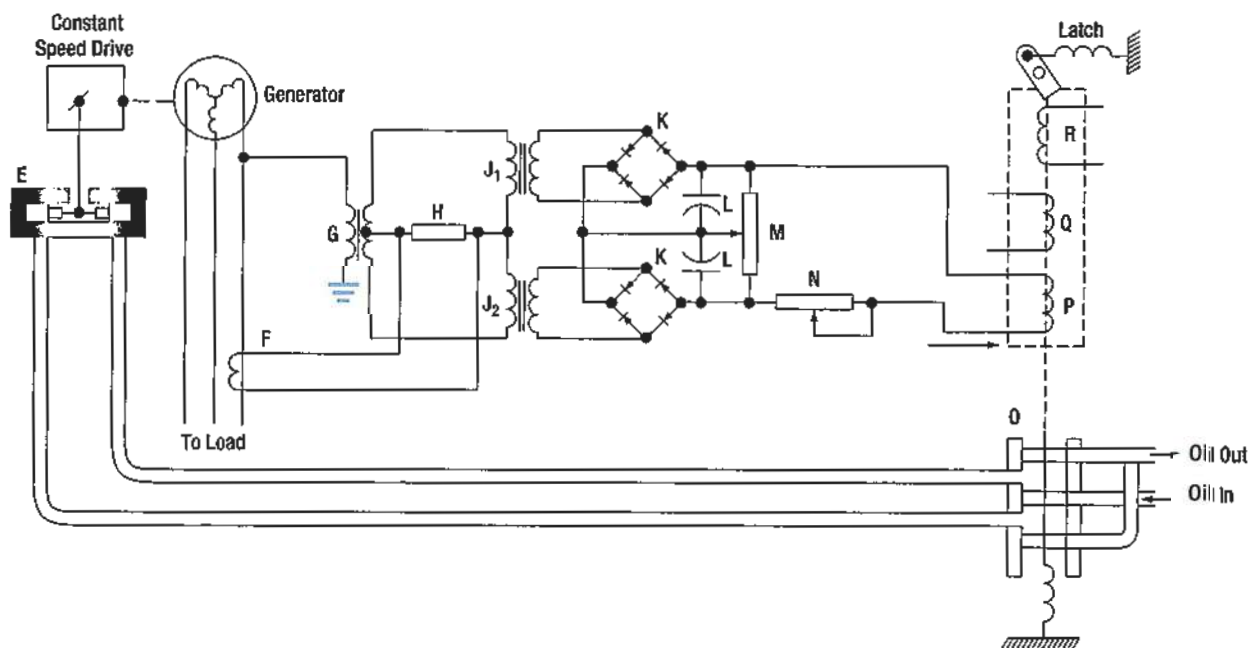 Constant
Speed Drive
Generator
Latch
E
K
R
J1
L
G
H
M
Q
L
K
N
J2
P
F
To Load
O
Oil Out
Oil In